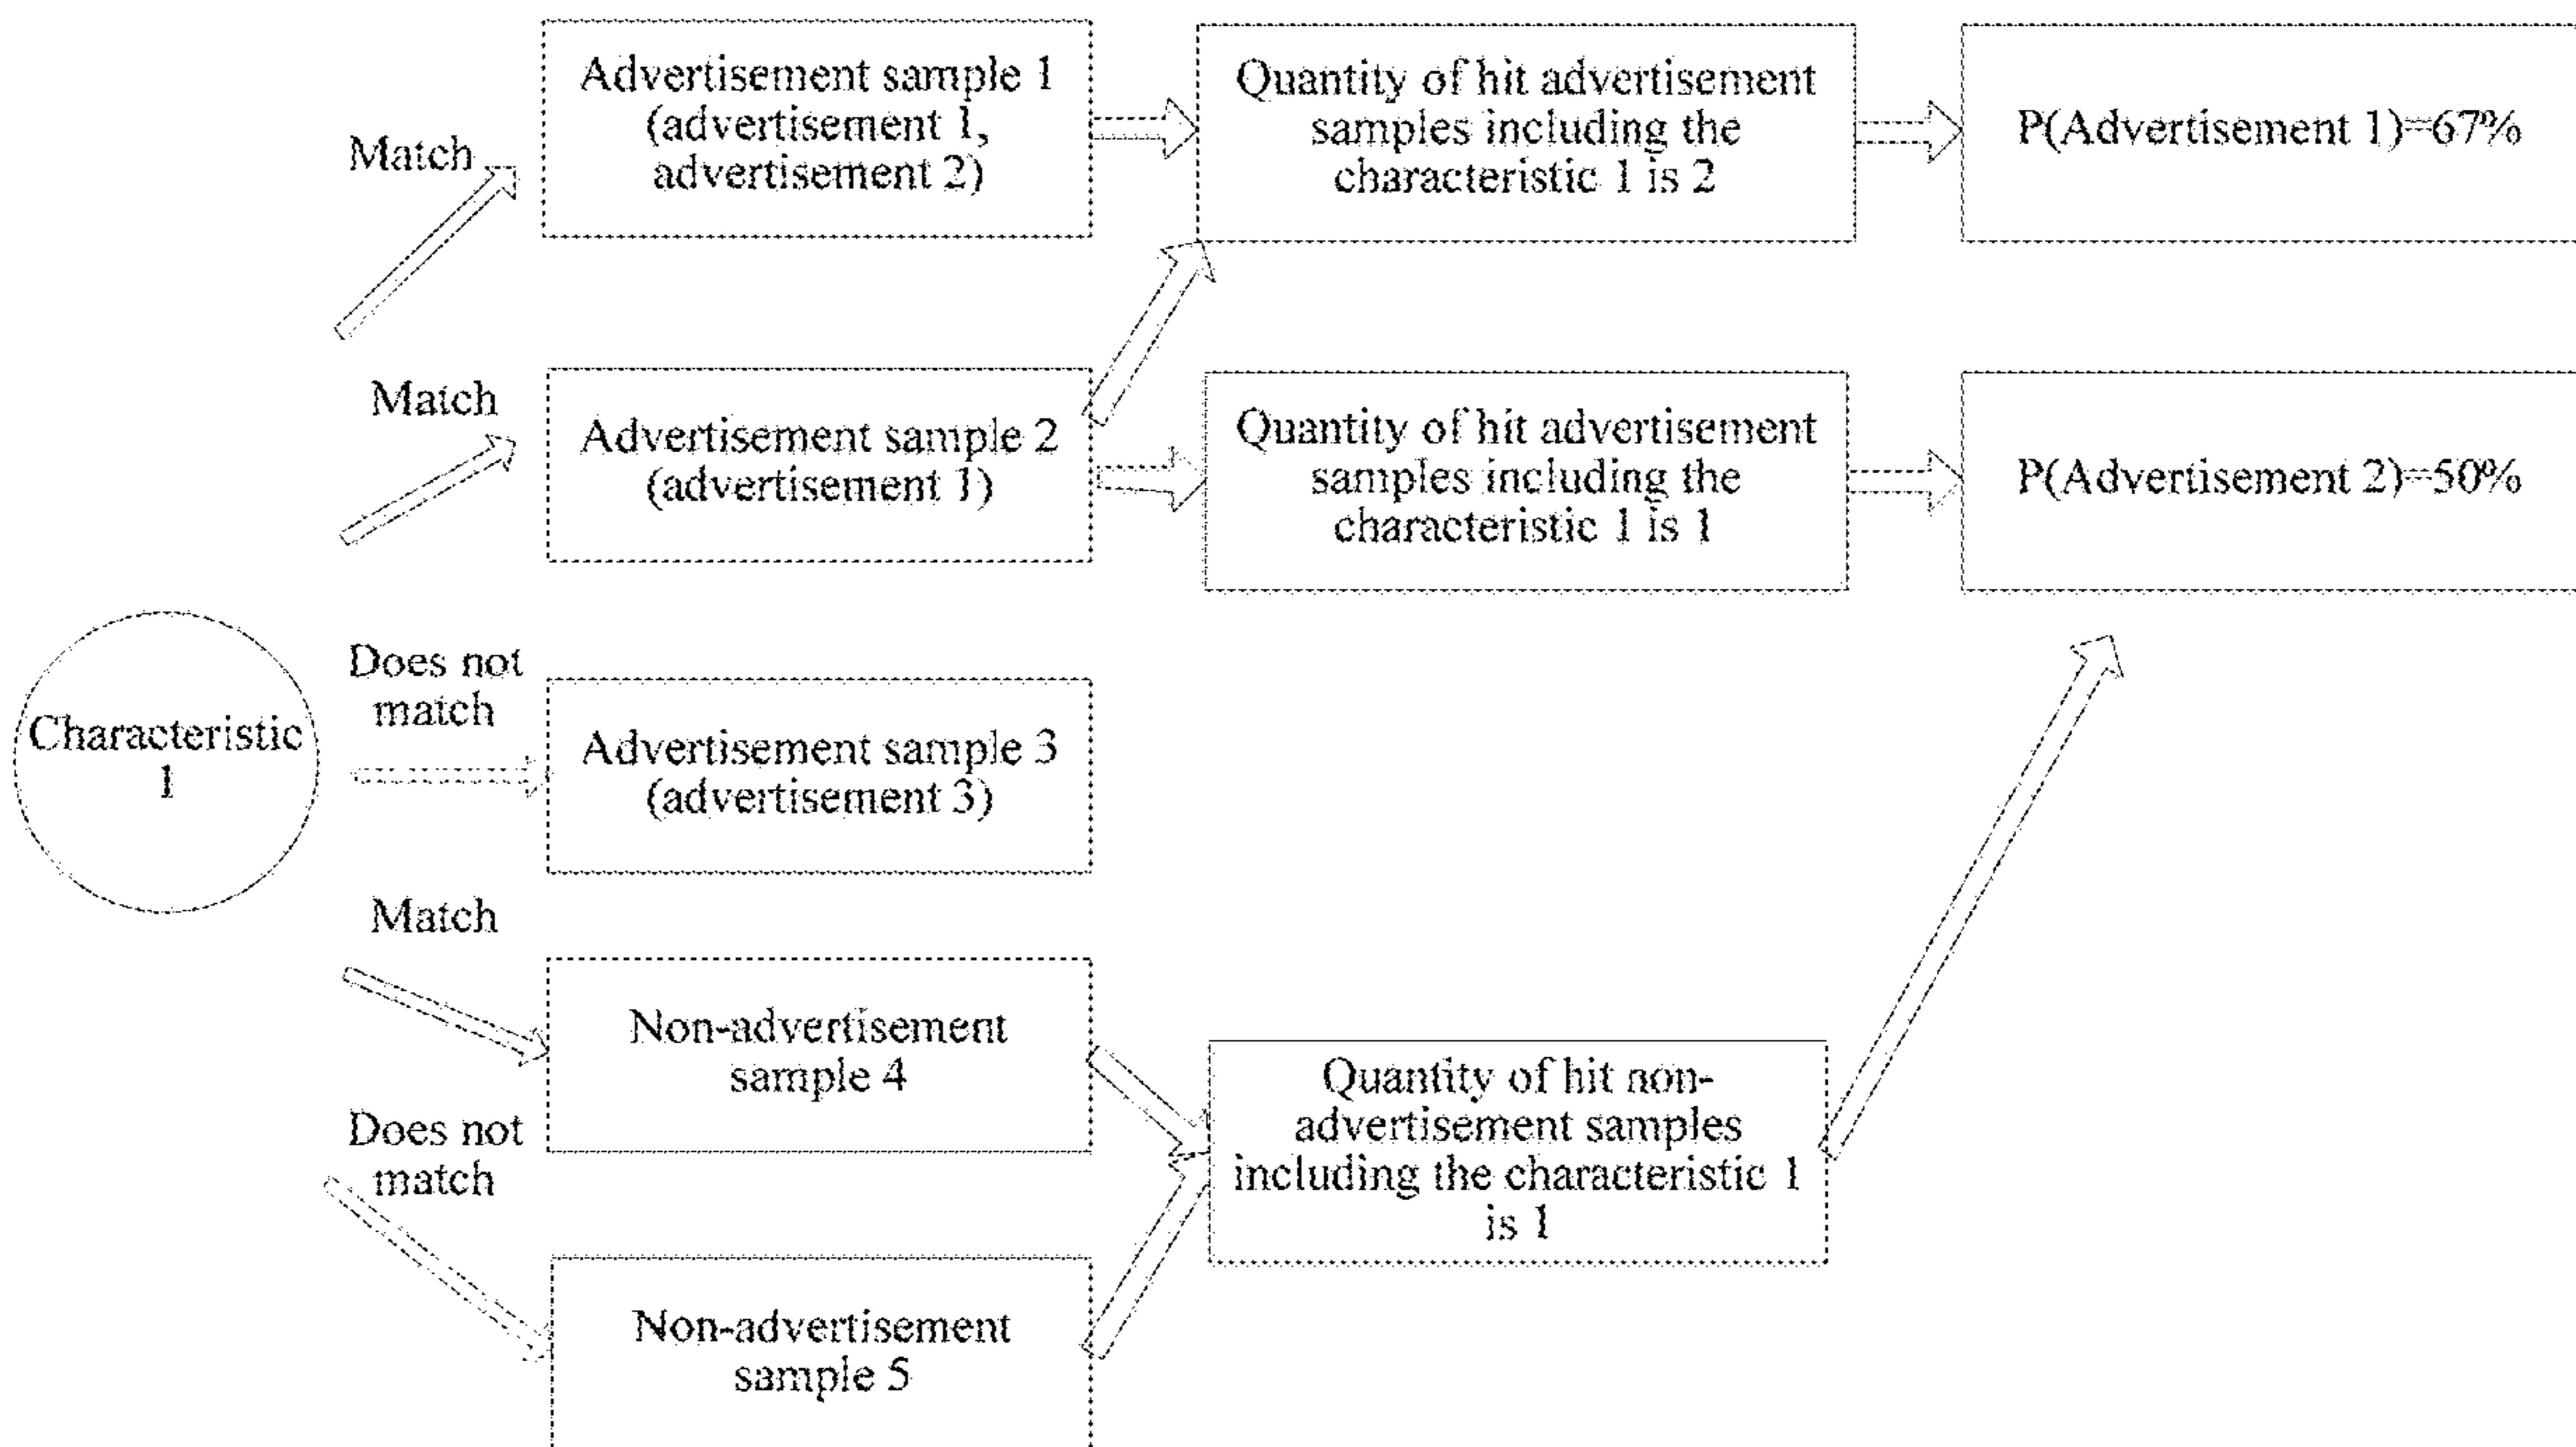 Advertisement sample 1
(advertisement 1,
advertisement 2)
Quantity of hit advertisement
samples including the
characteristic 1 is 2
P(Advertisement 1)=67%
Match
Match
Advertisement sample 2
(advertisement 1)
Quantity of hit advertisement
samples including the
characteristic 1 is 1
P(Advertisement 2)=50%
Characteristic
1
Does not
match
Advertisement sample 3
(advertisement 3)
Match
Non-advertisement
sample 4
Quantity of hit non-
advertisement samples
including the characteristic 1
is 1
Does not
match
Non-advertisement
sample 5